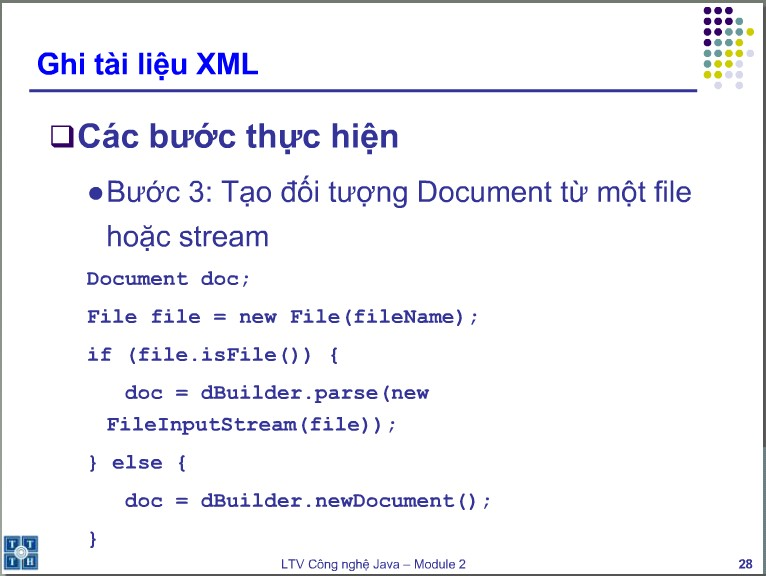 Ghi tài liệu XML
Các bước thực hiện
Bước 3: Tạo đối tượng Document từ một file
hoặc stream
Document doc;
File file = new File(fileName);
if (file.isFile()) {
doc = dBuilder.parse(new
FileInputStream(file));
} else {
doc = dBuilder.newDocument();
}
T T
T H
LTV Công nghệ Java – Module 2
28